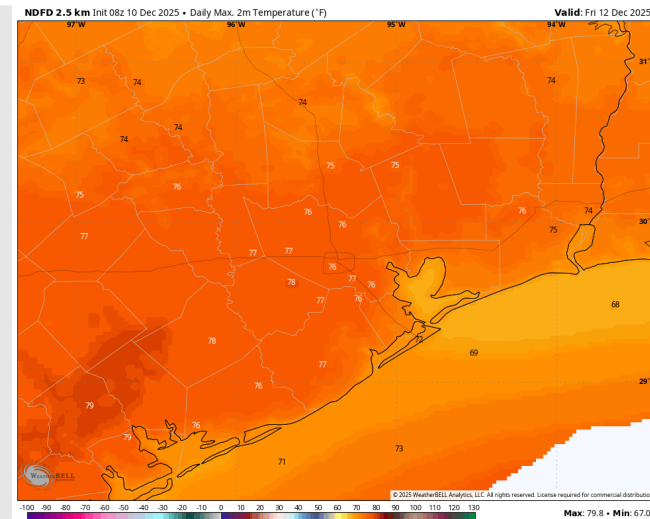 NDFD 2.5 km Init 08z 10 Dec 2025 • Daily Max. 2m Temperature (°F)
Valid: Fri 12 Dec 2025
97°W 96°W 95°W 94°W
31°
73 74 74
74
74 74
75 75
75 76
76 76 74
77 76 75
30°
77 77
76
78 77 76
77 76
68
78 72
69
77
29°
76
79
76
79
73
71
WEATHERBELL
© 2025 WeatherBELL Analytics, LLC. All rights reserved. License required for commercial distributio
-100 -90 -80 -70 -60 -50 -40 -30 -20 -10 0 10 20 30 40 50 60 70 80 90 100 110 120 130
Max: 79.8 • Min: 67.0